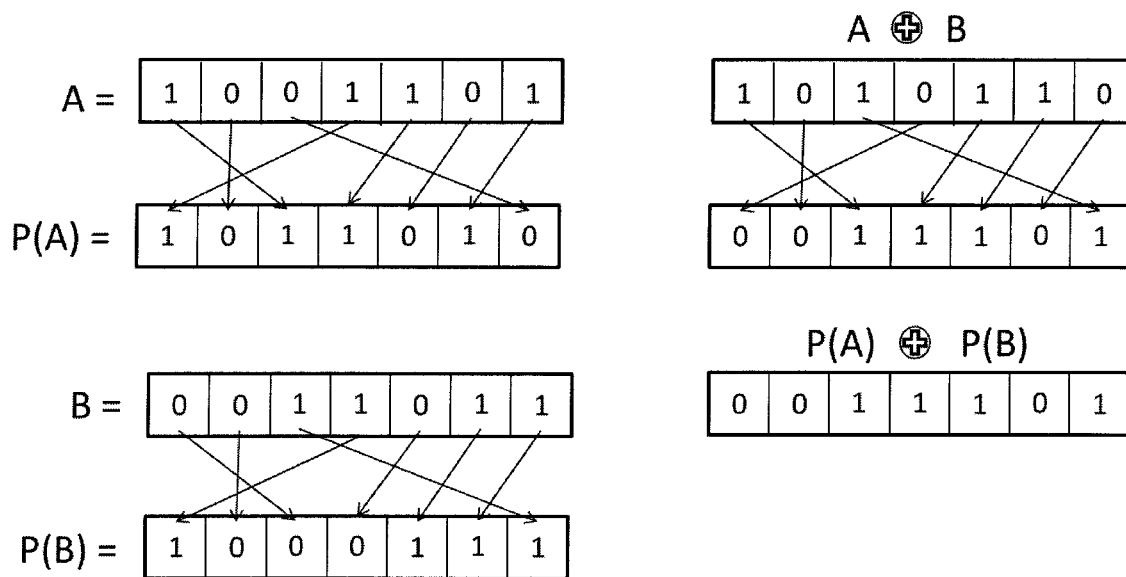 A = 1 0 0 1 1 0 1
P(A) = 1 0 1 1 0 1 0
B = 0 0 1 1 0 1 1
P(B) = 1 0 0 0 1 1 1
A ⊕ B
1 0 1 0 1 1 0
0 0 1 1 1 0 1
P(A) ⊕ P(B)
0 0 1 1 1 0 1